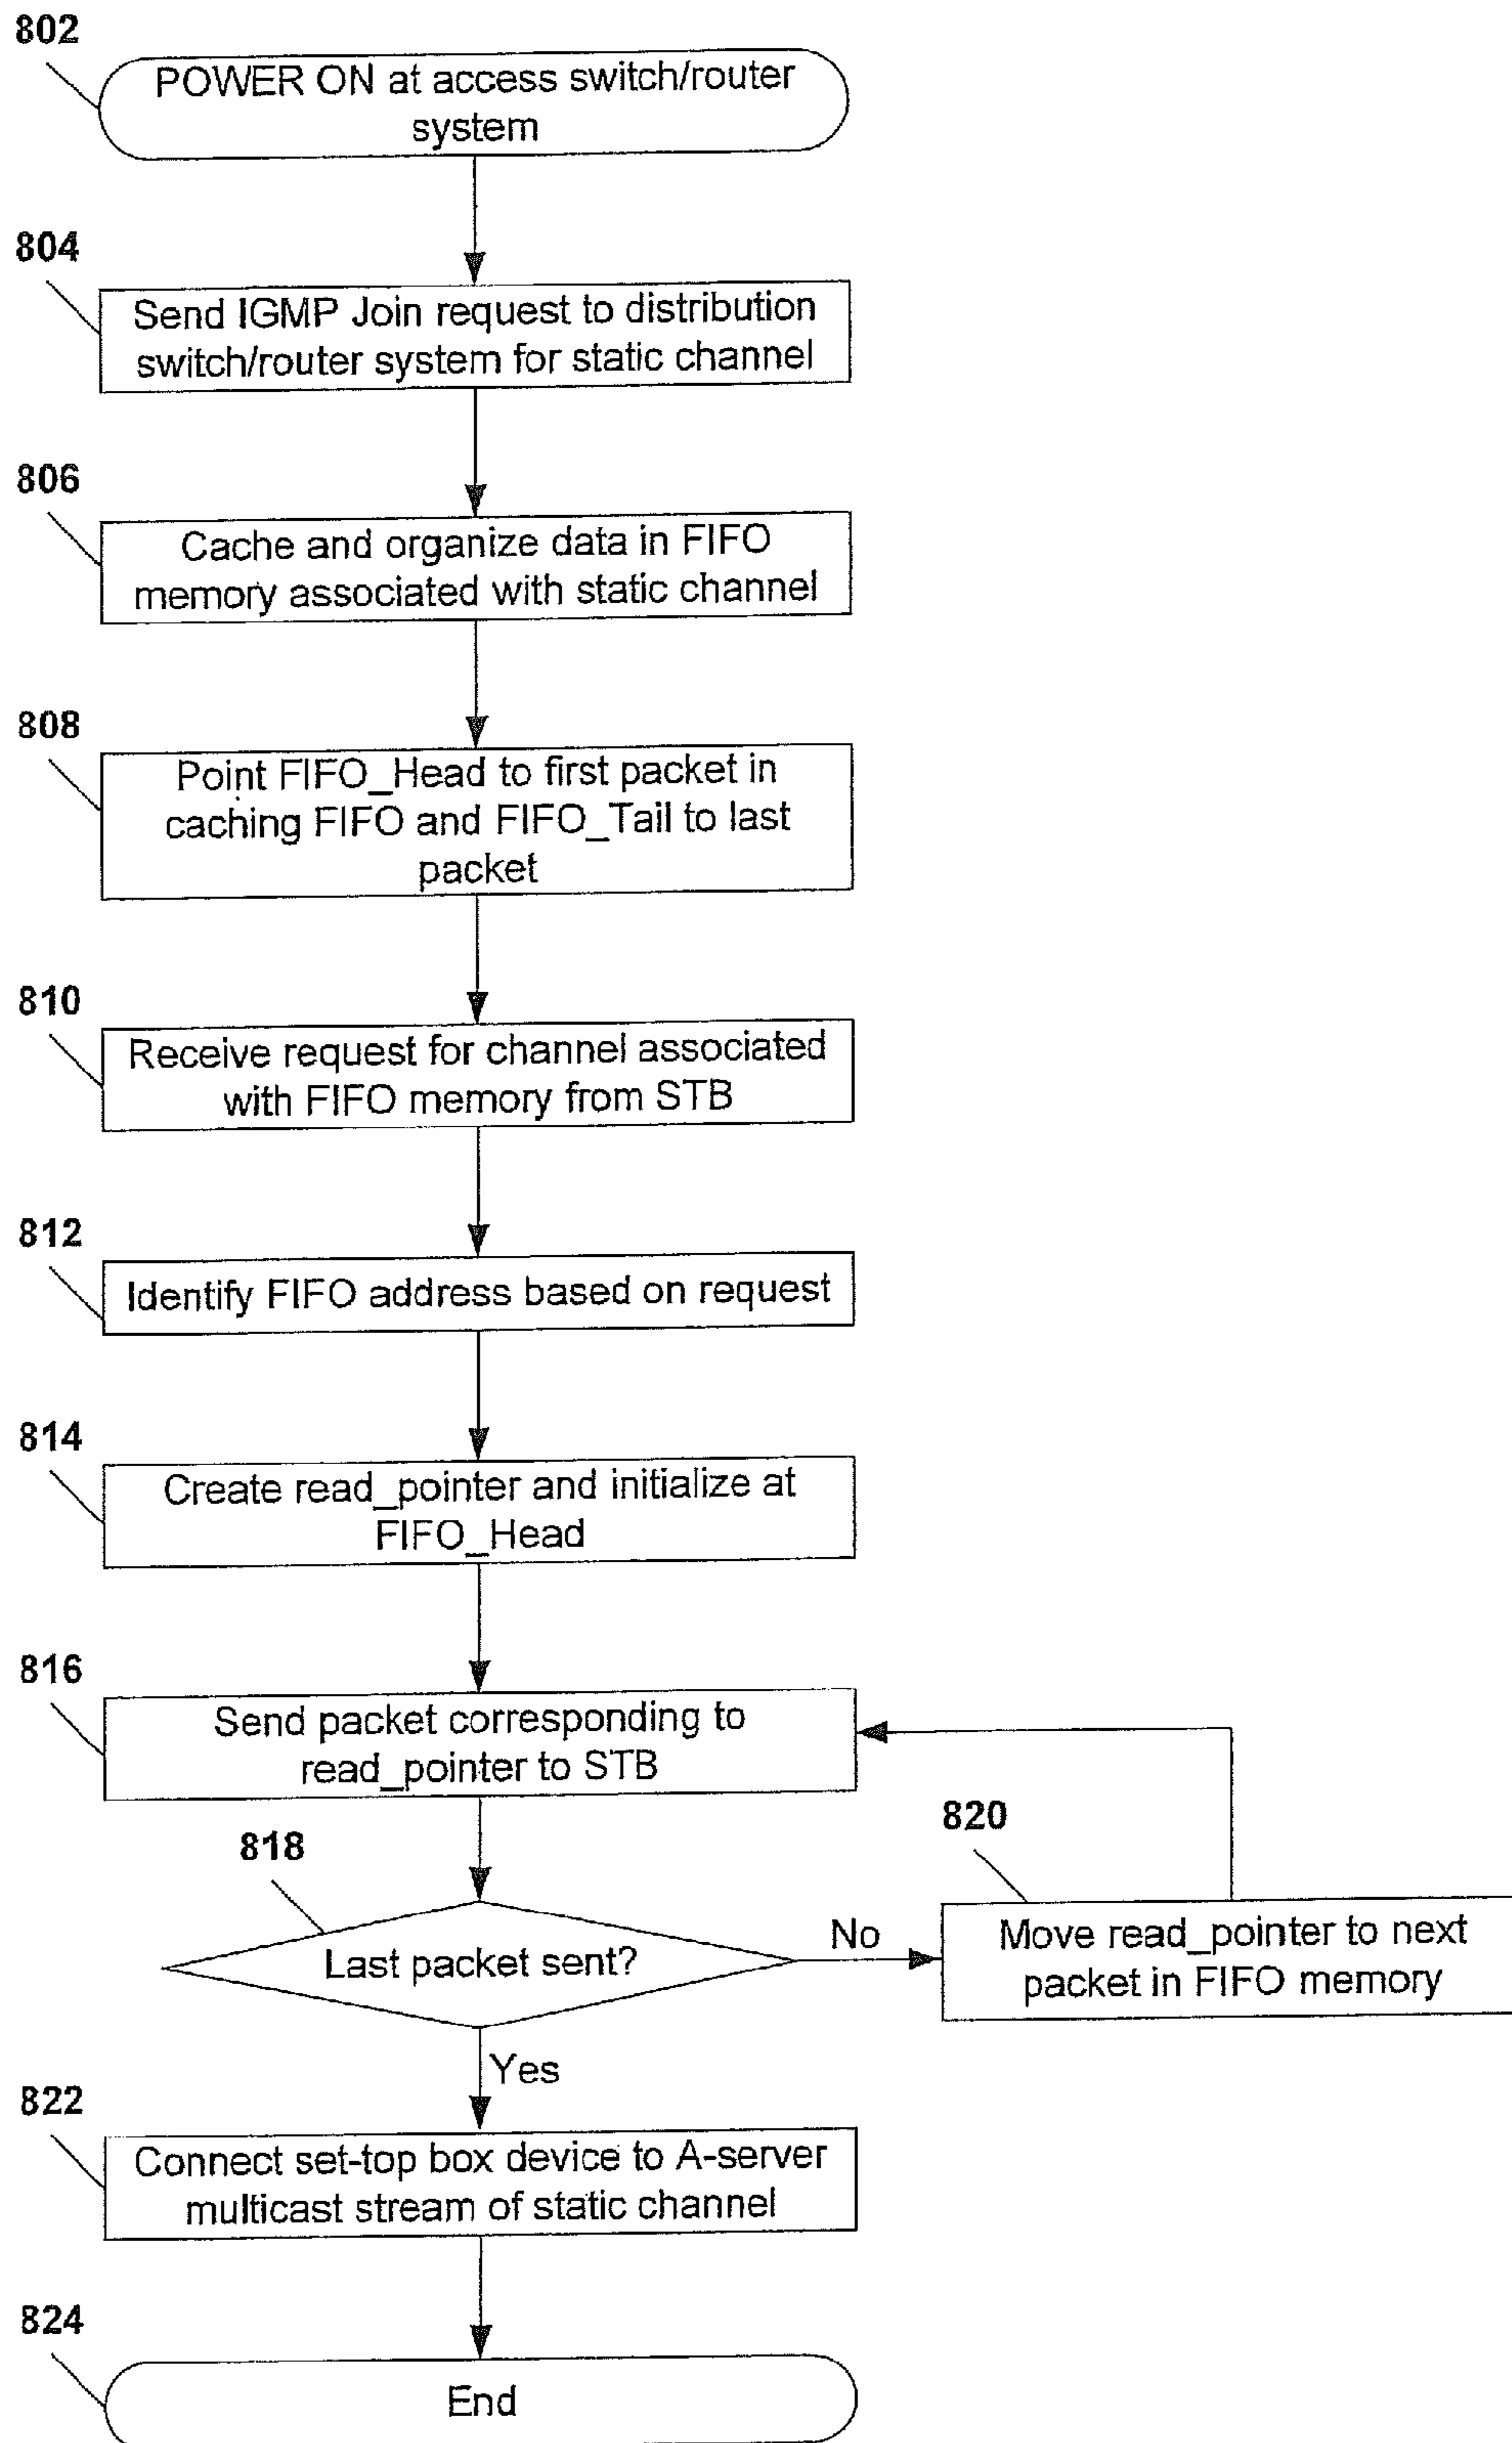 802
POWER ON at access switch/router
system
804
Send IGMP Join request to distribution
switch/router system for static channel
806
Cache and organize data in FIFO
memory associated with static channel
808
Point FIFO_Head to first packet in
caching FIFO and FIFO_Tail to last
packet
810
Receive request for channel associated
with FIFO memory from STB
812
Identify FIFO address based on request
814
Create read_pointer and initialize at
FIFO_Head
816
Send packet corresponding to
read_pointer to STB
818
Last packet sent?
No
820
Move read_pointer to next
packet in FIFO memory
Yes
822
Connect set-top box device to A-server
multicast stream of static channel
824
End